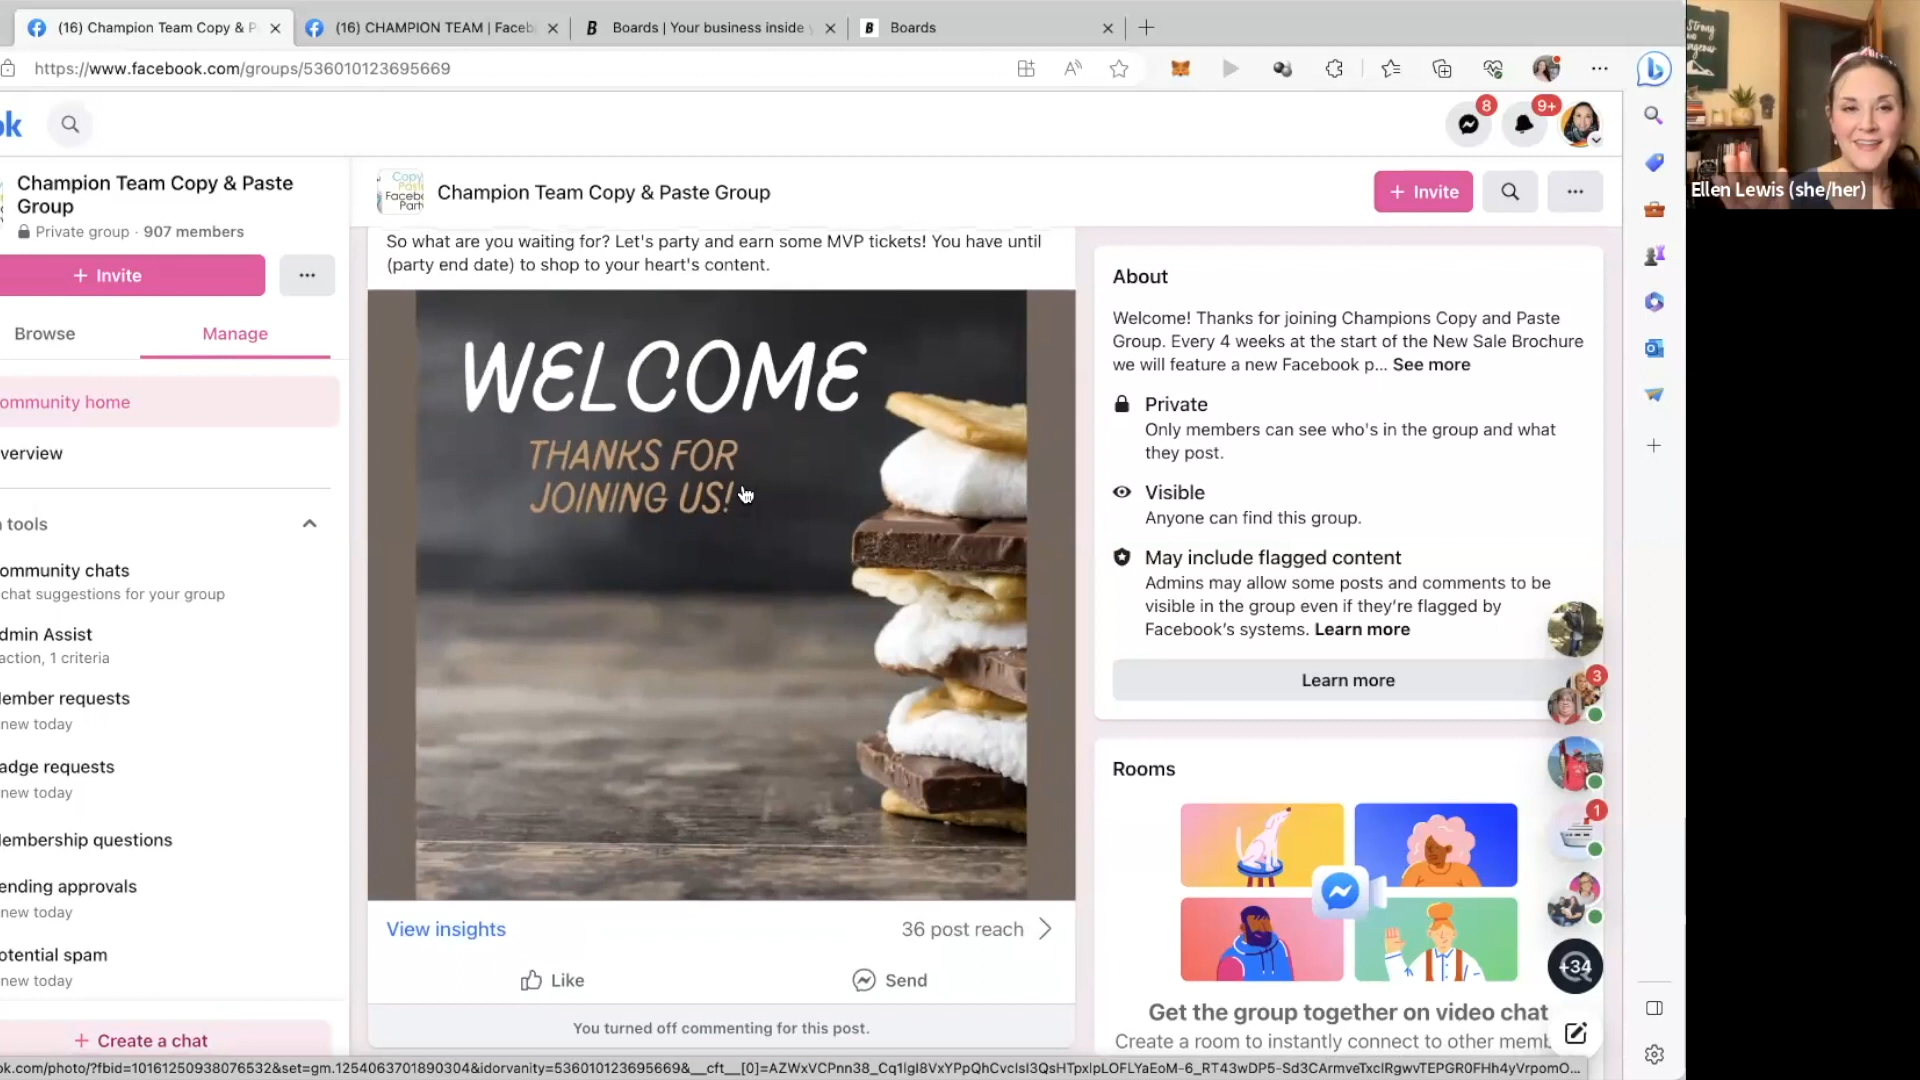 (16) Champion Team Copy & P
(16) CHAMPION TEAM | Faceb
B Boards | Your business inside
B Boards
https://www.facebook.com/groups/536010123695669
8
9+
Strong
Ellen Lewis (she/her)
Champion Team Copy & Paste
Group
Private group · 907 members
+ Invite
Browse
Manage
ommunity home
verview
tools
ommunity chats
chat suggestions for your group
dmin Assist
action, 1 criteria
ember requests
new today
adge requests
new today
embership questions
ending approvals
new today
otential spam
new today
+ Create a chat
Copy
Paste
Facebo
Party
Champion Team Copy & Paste Group
+ Invite
So what are you waiting for? Let's party and earn some MVP tickets! You have until
(party end date) to shop to your heart's content.
WELCOME
THANKS FOR
JOINING US!
View insights
36 post reach
Like
Send
You turned off commenting for this post.
About
Welcome! Thanks for joining Champions Copy and Paste
Group. Every 4 weeks at the start of the New Sale Brochure
we will feature a new Facebook p... See more
Private
Only members can see who's in the group and what
they post.
Visible
Anyone can find this group.
May include flagged content
Admins may allow some posts and comments to be
visible in the group even if they're flagged by
Facebook's systems. Learn more
Learn more
3
1
+34
Rooms
Get the group together on video chat
Create a room to instantly connect to other memb